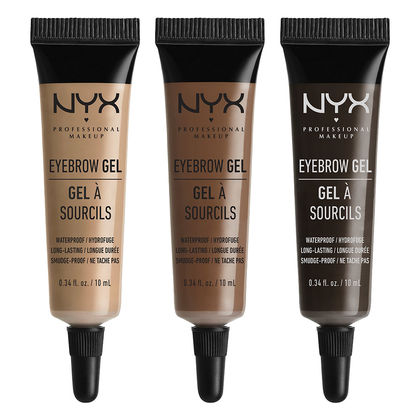 NYX
PROFESSIONAL
MAKEUP
EYEBROW GEL
GEL À
SOURCILS
WATERPROOF / HYDROFUGE
LONG-LASTING / LONGUE DURÉE
SMUDGE-PROOF / NE TACHE PAS
0.34 fl. oz. / 10 mL
NYX
PROFESSIONAL
MAKEUP
EYEBROW GEL
GEL À
SOURCILS
WATERPROOF / HYDROFUGE
LONG-LASTING / LONGUE DURÉE
SMUDGE-PROOF / NE TACHE PAS
0.34 fl. oz. / 10 mL
NYX
PROFESSIONAL
MAKEUP
EYEBROW GEL
GEL À
SOURCILS
WATERPROOF / HYDROFUGE
LONG-LASTING / LONGUE DURÉE
SMUDGE-PROOF / NE TACHE PAS
0.34 fl. oz. / 10 mL